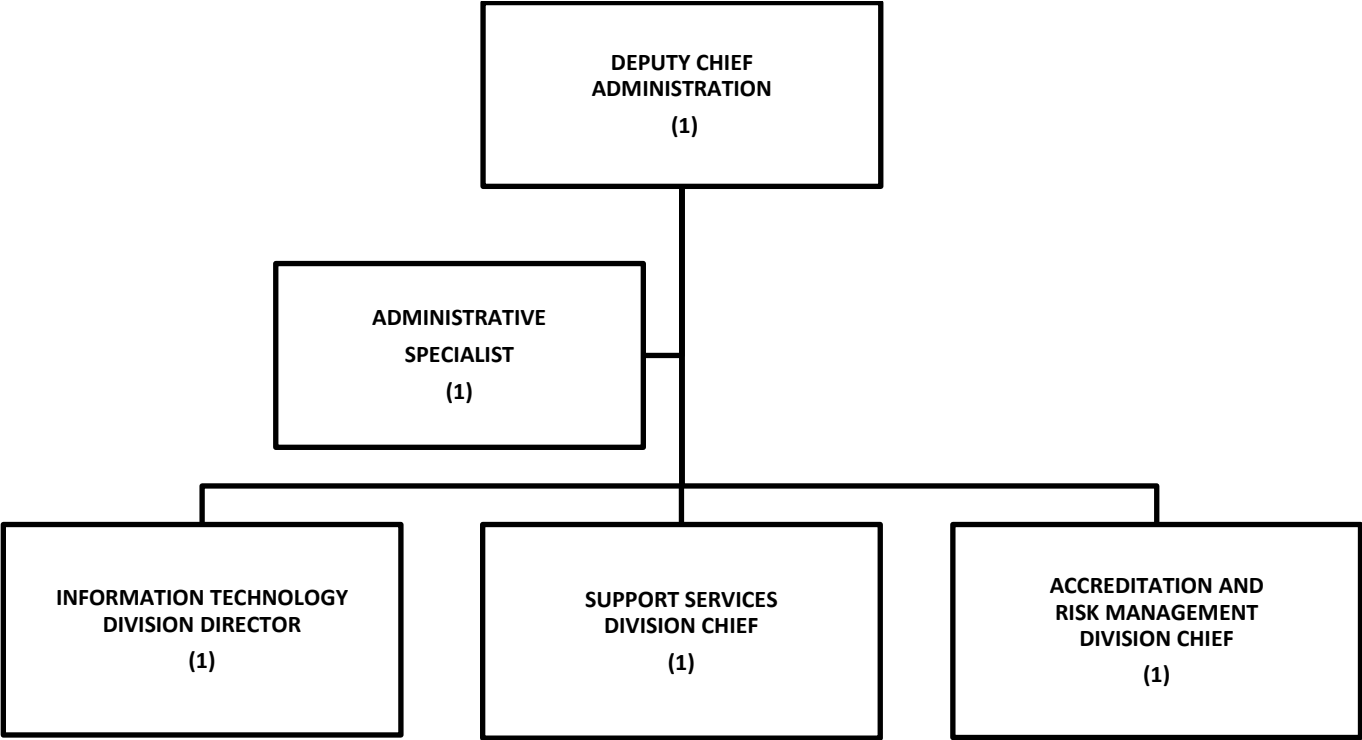 DEPUTY CHIEF
ADMINISTRATION
(1)
ADMINISTRATIVE
SPECIALIST
(1)
INFORMATION TECHNOLOGY
DIVISION DIRECTOR
(1)
SUPPORT SERVICES
DIVISION CHIEF
(1)
ACCREDITATION AND
RISK MANAGEMENT
DIVISION CHIEF
(1)